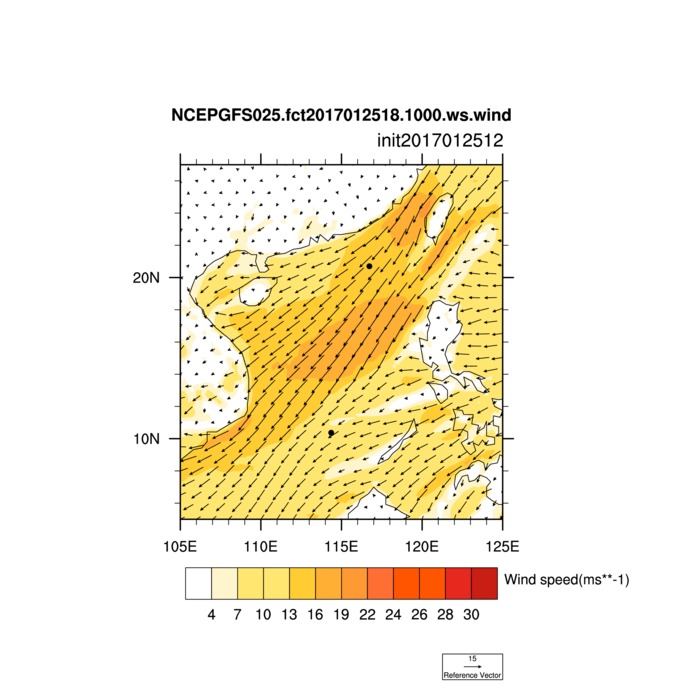 NCEPGFS025.fct2017012518.1000.ws.wind
init2017012512
20N
10N
105E 110E 115E 120E 125E
Wind speed(ms**-1)
4 7 10 13 16 19 22 24 26 28 30
15
Reference Vector